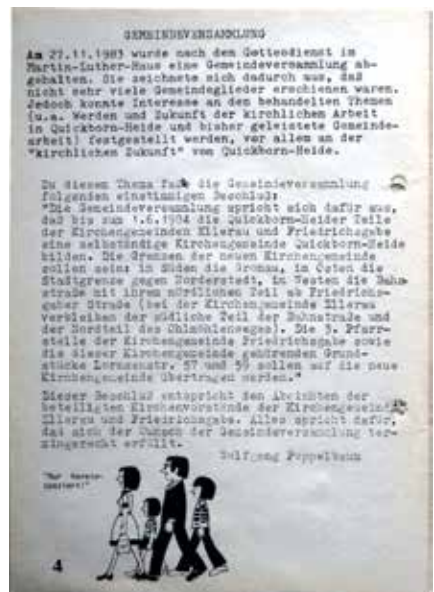 GEMEINDEVERSAMMLUNG
Am 27.11.1983 wurde nach dem Gottesdienst im
Martin-Luther-Haus eine Gemeindeversammlung ab-
gehalten. Sie zeichnete sich dadurch aus, daß
nicht sehr viele Gemeindeglieder erschienen waren.
Jedoch konnte Interesse an den behandelten Themen
(u.a. Werden und Zukunft der kirchlichen Arbeit
in Quickborn-Heide und bisher geleistete Gemeinde-
arbeit) festgestellt werden, vor allem an der
"kirchlichen Zukunft" von Quickborn-Heide.
Zu diesem Thema faßte die Gemeindeversammlung
folgenden einstimmigen Beschluß:
"Die Gemeindeversammlung spricht sich dafür aus,
daß bis zum 1.6.1984 die Quickborn-Heider Teile
der Kirchengemeinden Ellerau und Friedrichsgabe
eine selbständige Kirchengemeinde Quickborn-Heide
bilden. Die Grenzen der neuen Kirchengemeinde
sollen sein: im Süden die Gronau, im Osten die
Stadtgrenze gegen Norderstedt, im Westen die Bahn-
straße mit ihrem nördlichen Teil ab Friedrichs-
gaber Straße (bei der Kirchengemeinde Ellerau
verbleiben der südliche Teil der Bahnstraße und
der Nordteil des Ohlmöhlenweges). Die 3. Pfarr-
stelle der Kirchengemeinde Friedrichsgabe sowie
die dieser Kirchengemeinde gehörenden Grund-
stücke Lornsenstr. 57 und 59 sollen auf die neue
Kirchengemeinde übertragen werden."
Dieser Beschluß entspricht den Absichten der
beteiligten Kirchenvorstände der Kirchengemeinden
Ellerau und Friedrichsgabe. Alles spricht dafür,
daß sich der Wunsch der Gemeindeversammlung ter-
mingerecht erfüllt.
Wolfgang Poppelbaum
"Nur herein-
spaziert!"
4